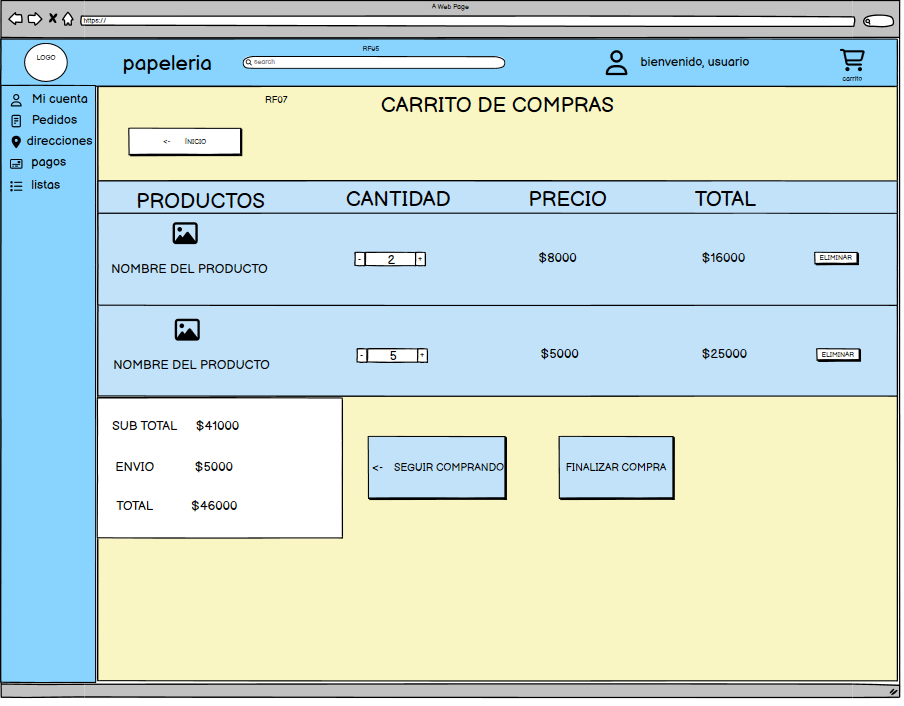 A Web Page
https://
LOGO
papeleria
RF05
search
bienvenido, usuario
carrito
Mi cuenta
Pedidos
direcciones
pagos
listas
RF07
CARRITO DE COMPRAS
<- INICIO
PRODUCTOS CANTIDAD PRECIO TOTAL
NOMBRE DEL PRODUCTO
- 2 +
$8000
$16000
ELIMINAR
NOMBRE DEL PRODUCTO
- 5 +
$5000
$25000
ELIMINAR
SUB TOTAL $41000
ENVIO $5000
TOTAL $46000
<- SEGUIR COMPRANDO
FINALIZAR COMPRA